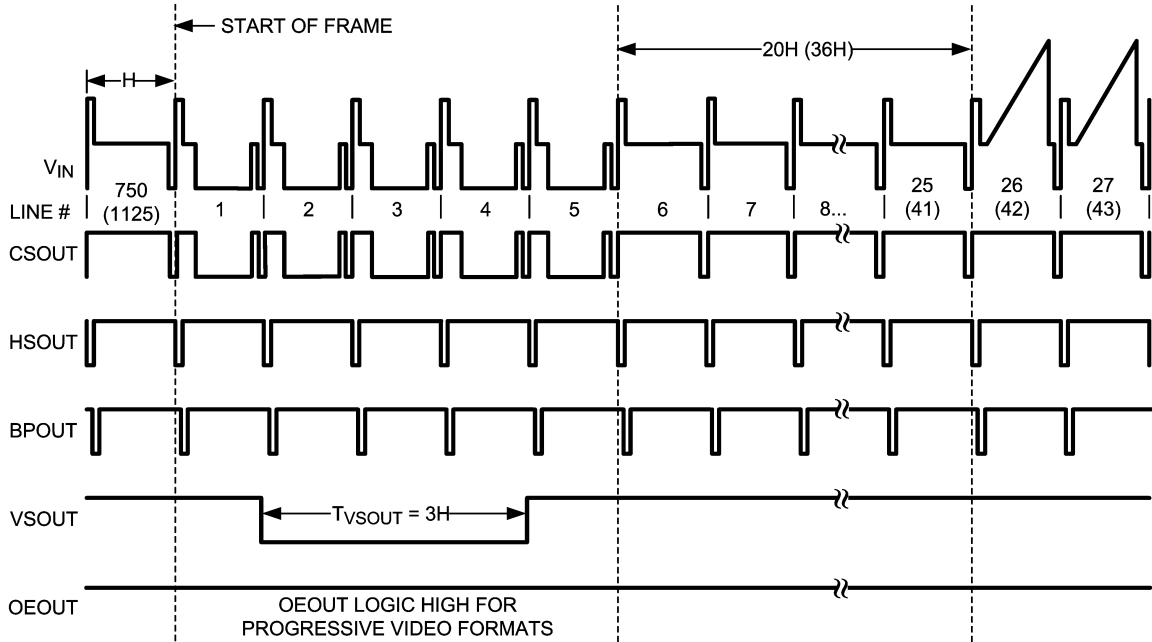 START OF FRAME
20H (36H)
H
VIN
LINE # 750 (1125) 1 2 3 4 5 6 7 8... 25 (41) 26 (42) 27 (43)
CSOUT
HSOUT
BPOUT
VSOUT
TVSOUT = 3H
OEOUT
OEOUT LOGIC HIGH FOR
PROGRESSIVE VIDEO FORMATS